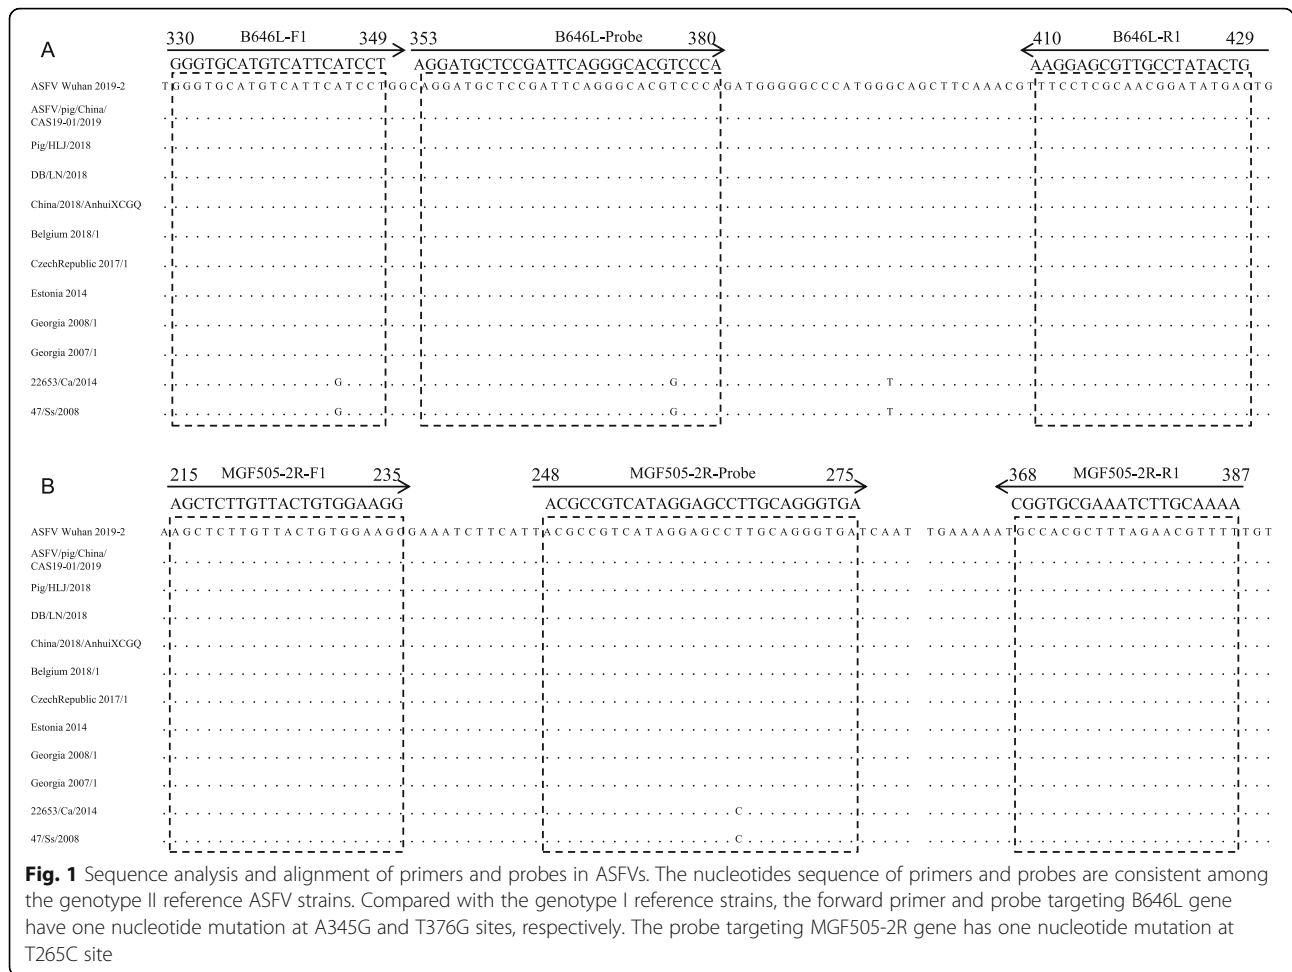 A
330 B646L-F1 349 353 B646L-Probe 380 410 B646L-R1 429
GGGTGCATGTCATTCATCCT AGGATGCTCCGATTCAGGGCACGTCCCA AAGGAGCGTTGCCTATACTG
ASFV Wuhan 2019-2 TGGGTGCATGTCATTCATCCTGGCAGGATGCTCCGATTCAGGGCACGTCCCAGATGGGGGCCCATGGGCAGCTTCAAACGTTTCCTCGCAACGGATATGACTG
ASFV/pig/China/
CAS19-01/2019
Pig/HLJ/2018
DB/LN/2018
China/2018/AnhuiXCGQ
Belgium 2018/1
CzechRepublic 2017/1
Estonia 2014
Georgia 2008/1
Georgia 2007/1
22653/Ca/2014 G G T
47/Ss/2008 G G T
B
215 MGF505-2R-F1 235 248 MGF505-2R-Probe 275 368 MGF505-2R-R1 387
AGCTCTTGTTACTGTGGAAGG ACGCCGTCATAGGAGCCTTGCAGGGTGA CGGTGCGAAATCTTGCAAAA
ASFV Wuhan 2019-2 AAGCTCTTGTTACTGTGGAAGGGAAATCTTCATTACGCCGTCATAGGAGCCTTGCAGGGTGATCAAT TGAAAAATGCCACGCTTTAGAACGTTTTTGT
ASFV/pig/China/
CAS19-01/2019
Pig/HLJ/2018
DB/LN/2018
China/2018/AnhuiXCGQ
Belgium 2018/1
CzechRepublic 2017/1
Estonia 2014
Georgia 2008/1
Georgia 2007/1
22653/Ca/2014 C
47/Ss/2008 C
Fig. 1 Sequence analysis and alignment of primers and probes in ASFVs. The nucleotides sequence of primers and probes are consistent among
the genotype II reference ASFV strains. Compared with the genotype I reference strains, the forward primer and probe targeting B646L gene
have one nucleotide mutation at A345G and T376G sites, respectively. The probe targeting MGF505-2R gene has one nucleotide mutation at
T265C site